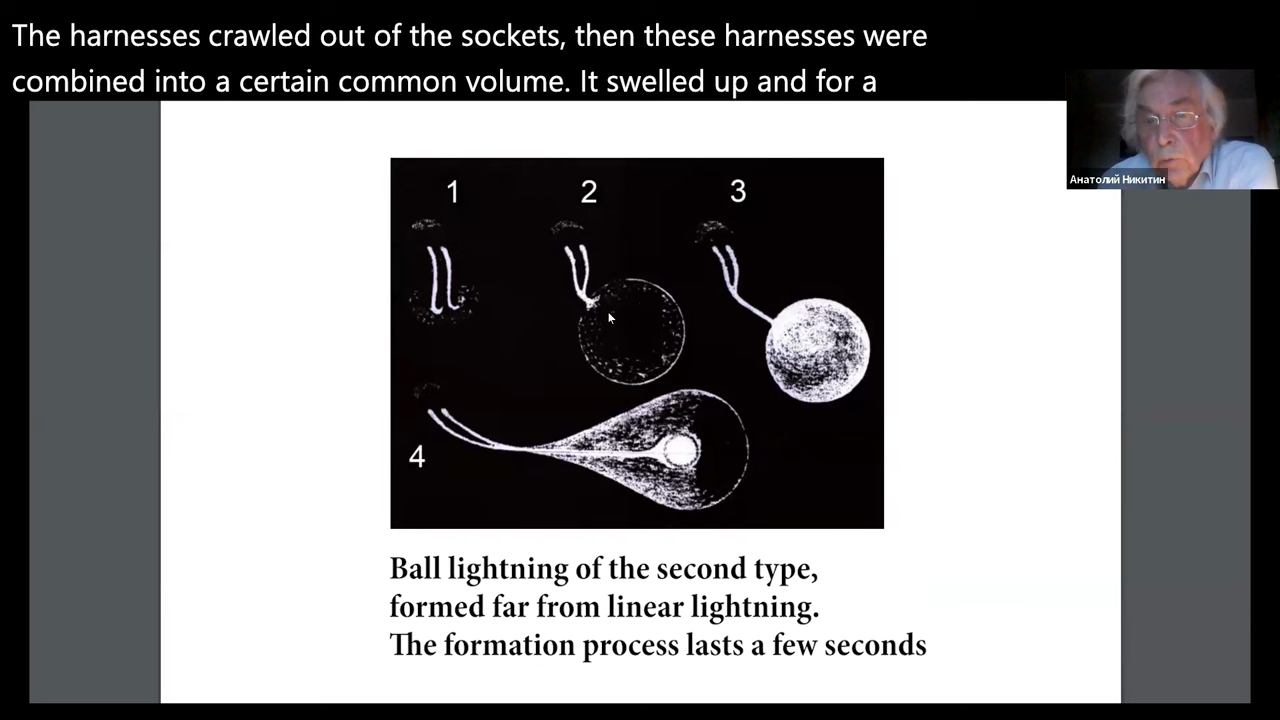 The harnesses crawled out of the sockets, then these harnesses were
combined into a certain common volume. It swelled up and for a
Анатолий Никитин
1
2
3
4
Ball lightning of the second type,
formed far from linear lightning.
The formation process lasts a few seconds